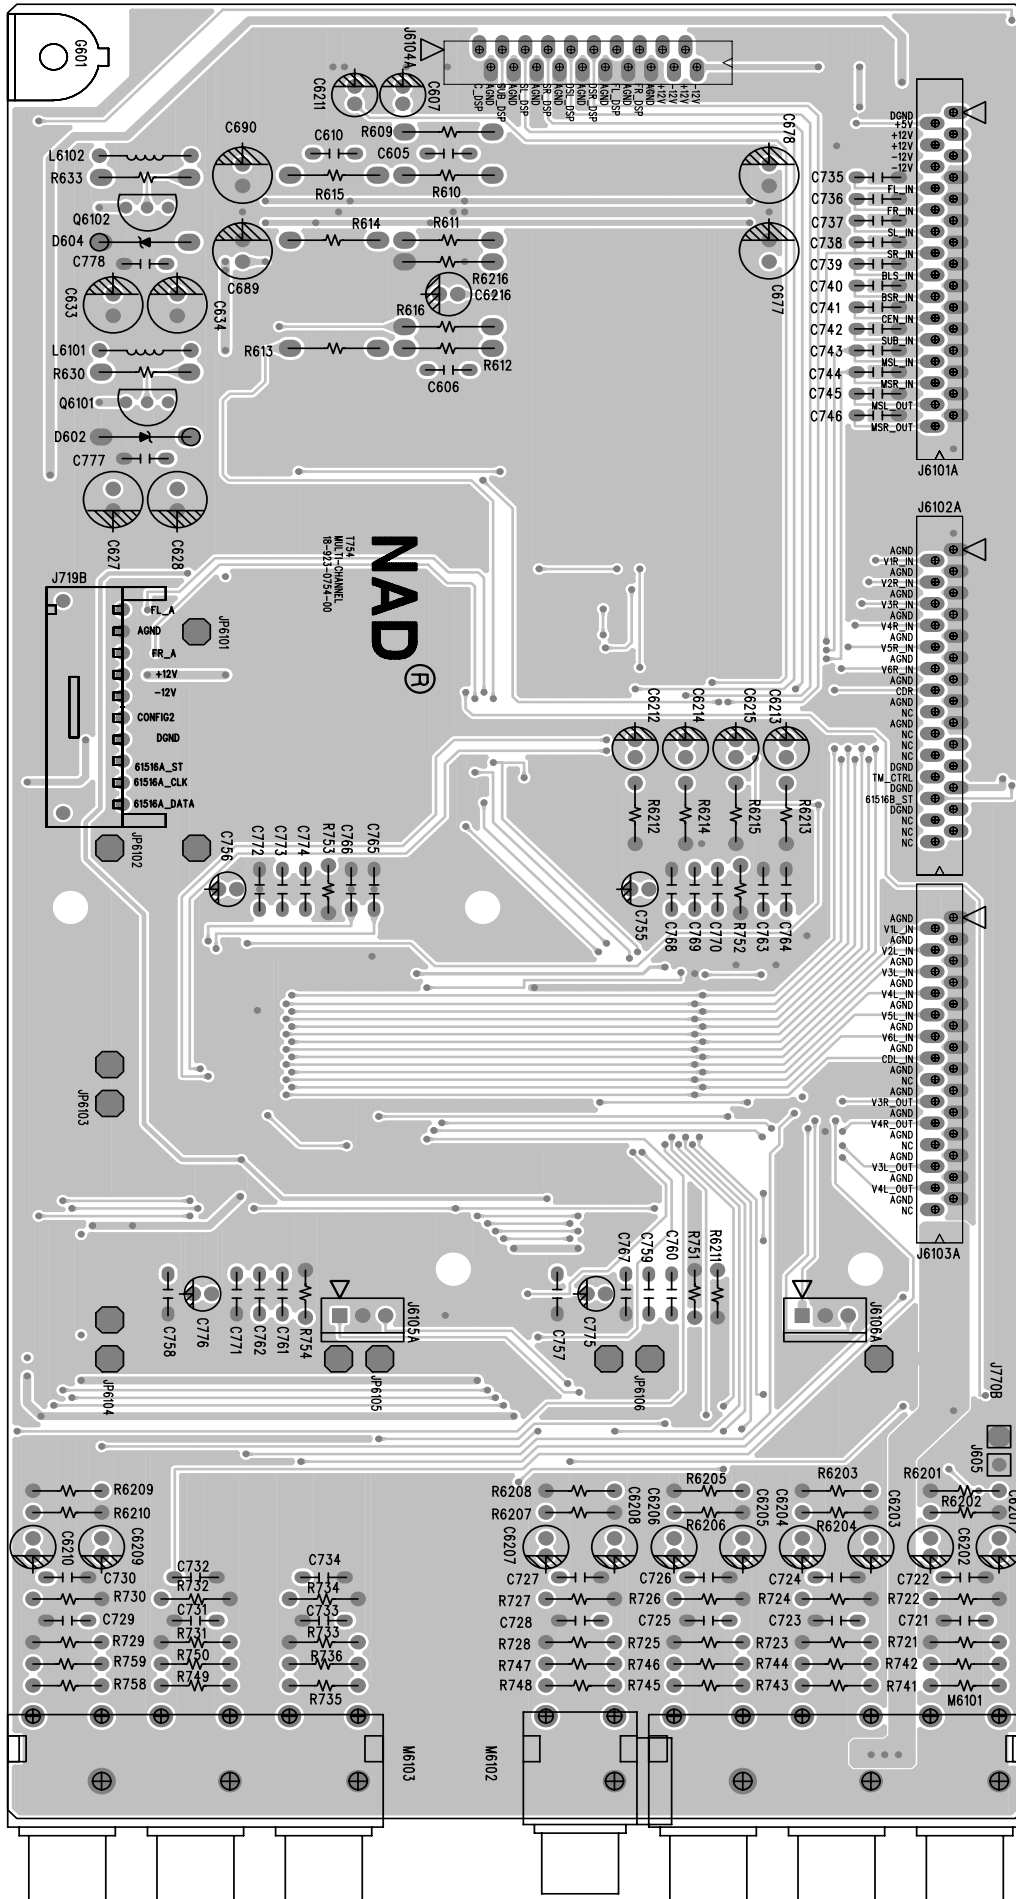 G601
J6104A
C_DSP
AGND
SUB_DSP
AGND
SL_DSP
AGND
SR_DSP
AGND
DSL_DSP
AGND
DSR_DSP
AGND
FL_DSP
AGND
FR_DSP
AGND
+12V
+12V
-12V
+12V
-12V
C6211
C607
R609
C690
C610
C605
C678
L6102
R633
R615
R610
Q6102
D604
C778
R614
R611
C689
R6216
C6216
C677
C633
C634
R616
L6101
R630
R613
R612
C606
Q6101
D602
C777
C627
C628
DGND
+5V
+12V
+12V
-12V
-12V
C735
FL_IN
C736
FR_IN
C737
SL_IN
C738
SR_IN
C739
BLS_IN
C740
BSR_IN
C741
CEN_IN
C742
SUB_IN
C743
MSL_IN
C744
MSR_IN
C745
MSL_OUT
C746
MSR_OUT
J6101A
J6102A
T754
MULTI-CHANNEL
18-923-0754-00
NAD®
J719B
FL_A
AGND
FR_A
+12V
-12V
CONFIG2
DGND
61516A_ST
61516A_CLK
61516A_DATA
JP6101
JP6102
AGND
V1R_IN
AGND
V2R_IN
AGND
V3R_IN
AGND
V4R_IN
AGND
V5R_IN
AGND
V6R_IN
AGND
CDR
AGND
NC
AGND
NC
NC
NC
DGND
TM_CTRL
DGND
61516B_ST
DGND
NC
NC
NC
C6212
C6214
C6215
C6213
R6212
R6214
R6215
R6213
C756
C772
C773
C774
R753
C766
C765
C755
C768
C769
C770
R752
C763
C764
AGND
V1L_IN
AGND
V2L_IN
AGND
V3L_IN
AGND
V4L_IN
AGND
V5L_IN
AGND
V6L_IN
AGND
CDL_IN
AGND
NC
AGND
V3R_OUT
AGND
V4R_OUT
AGND
NC
AGND
V3L_OUT
AGND
V4L_OUT
AGND
NC
J6103A
JP6103
C758
C776
C771
C762
C761
R754
J6105A
C757
C775
C767
C759
C760
R751
R6211
J6106A
JP6104
JP6105
JP6106
J770B
J605
R6209
R6210
C6210
C6209
R6208
R6207
C6207
C6208
C6206
R6205
R6206
C6205
C6204
R6203
R6204
C6203
R6201
R6202
C6202
C6201
C730
C732
C734
C727
C726
C724
C722
R730
R732
R734
R727
R726
R724
R722
C729
C731
C733
C728
C725
C723
C721
R729
R731
R733
R728
R725
R723
R721
R759
R750
R736
R747
R746
R744
R742
R758
R749
R735
R748
R745
R743
R741
M6101
M6103
M6102